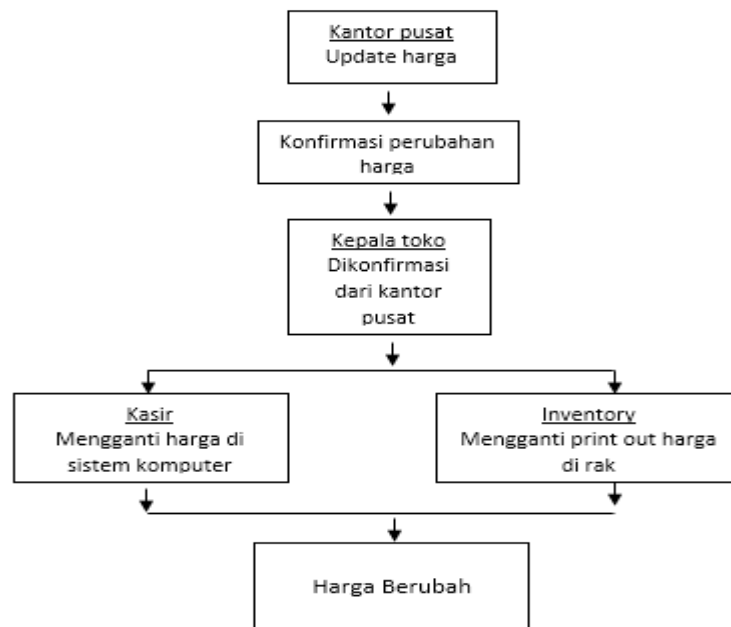 Kantor pusat
Update harga
Konfirmasi perubahan
harga
Kepala toko
Dikonfirmasi
dari kantor
pusat
Kasir
Mengganti harga di
sistem komputer
Inventory
Mengganti print out harga
di rak
Harga Berubah